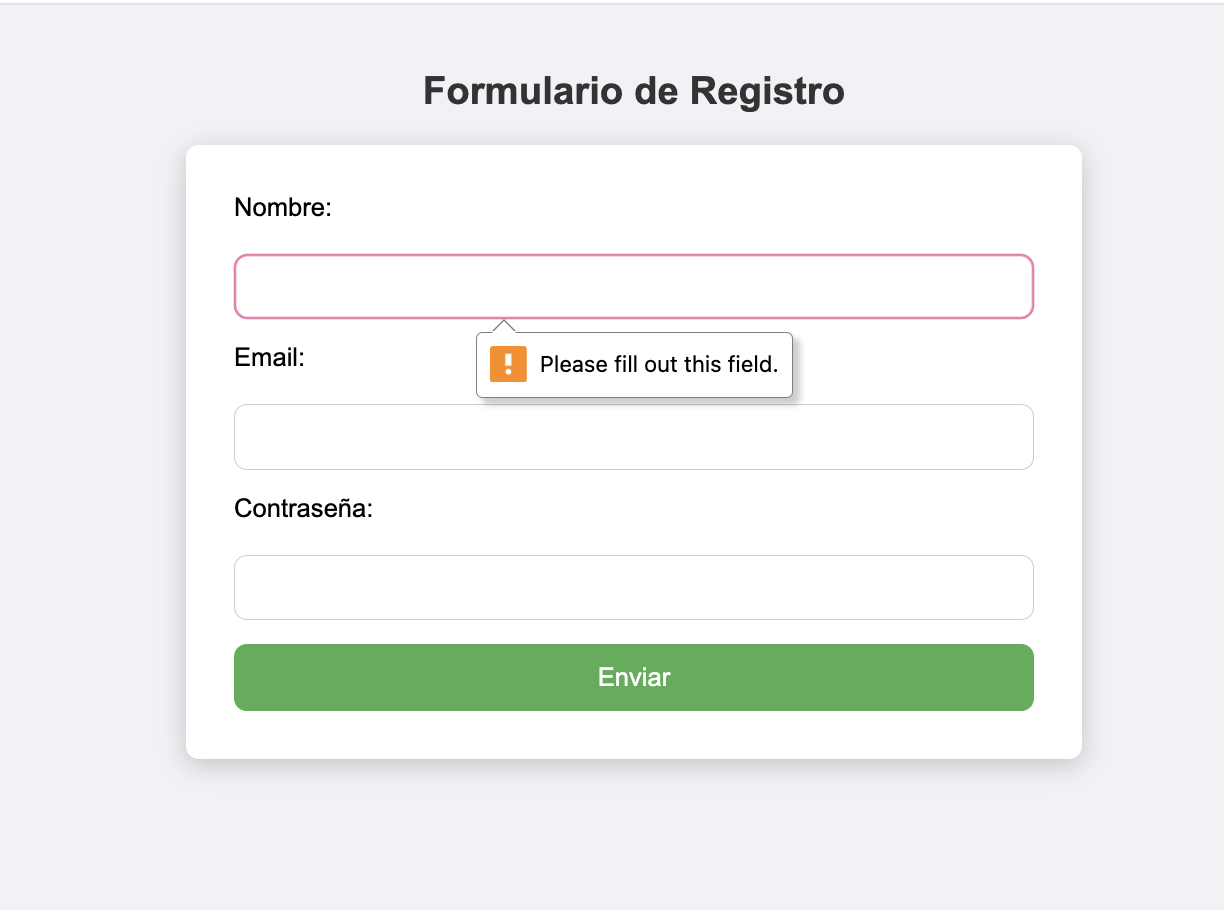 Formulario de Registro
Nombre:
Please fill out this field.
Email:
Contraseña:
Enviar